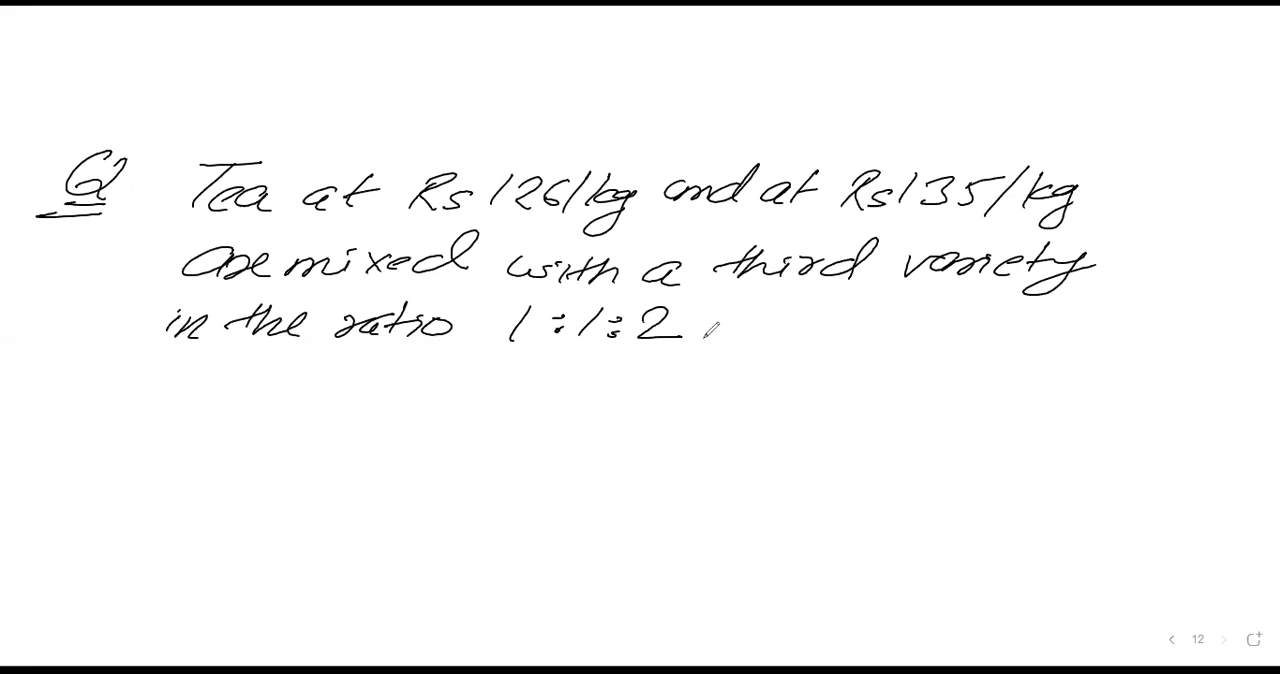 Q Tea at Rs 126/kg and at Rs 135/kg
are mixed with a third variety
in the ratio 1:1:2
12